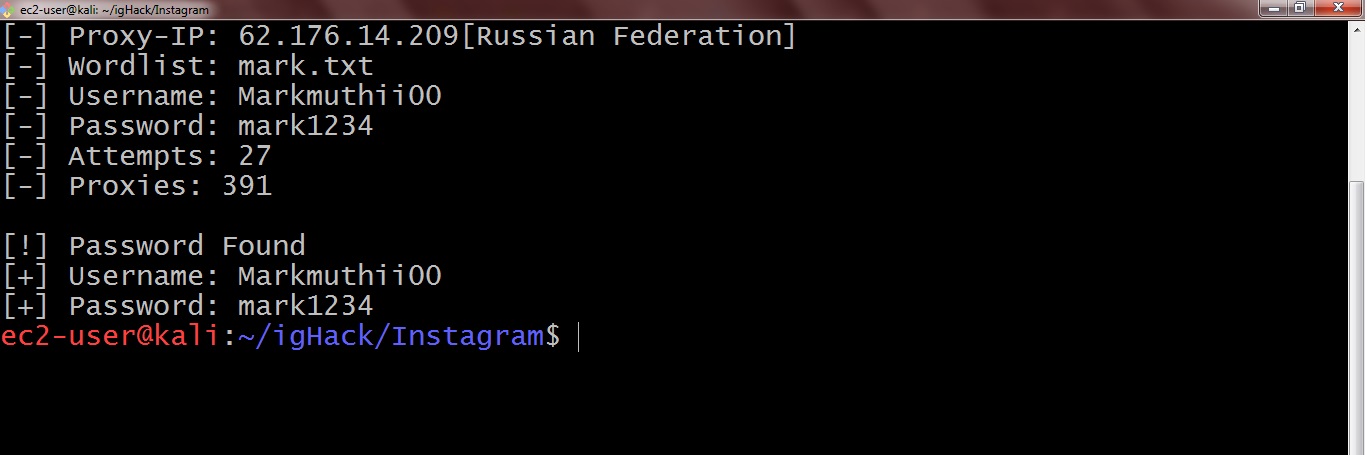 ec2-user@kali: ~/igHack/Instagram
[-] Proxy-IP: 62.176.14.209[Russian Federation]
[-] Wordlist: mark.txt
[-] Username: Markmuthii00
[-] Password: mark1234
[-] Attempts: 27
[-] Proxies: 391
[!] Password Found
[+] Username: Markmuthii00
[+] Password: mark1234
ec2-user@kali:~/igHack/Instagram$